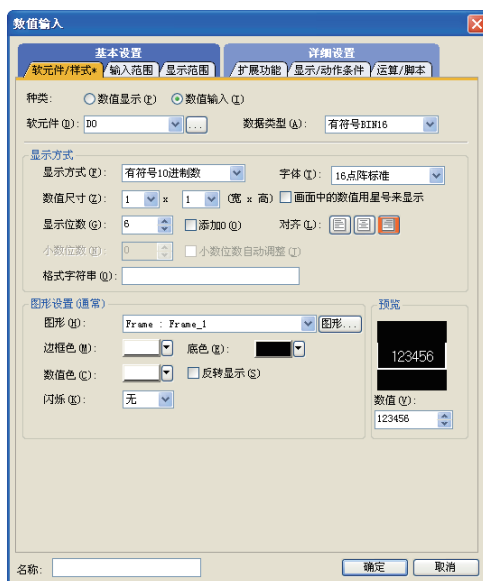 数值输入
基本设置 详细设置
软元件/样式* 输入范围 显示范围 扩展功能 显示/动作条件 运算/脚本
种类: 数值显示(P) 数值输入(I)
软元件(D): D0 ... 数据类型(A): 有符号BIN16
显示方式
显示方式(F): 有符号10进制数 字体(T): 16点阵标准
数值尺寸(Z): 1 x 1 (宽 x 高) 画面中的数值用星号来显示
显示位数(G): 6 添加0(O) 对齐(L):
小数位数(N): 0 小数位数自动调整(J)
格式字符串(Q):
图形设置(通常) 预览
图形(H): Frame : Frame_1 图形...
边框色(M): 底色(E):
123456
数值色(C): 反转显示(S)
闪烁(K): 无 数值(V):
123456
名称: 确定 取消